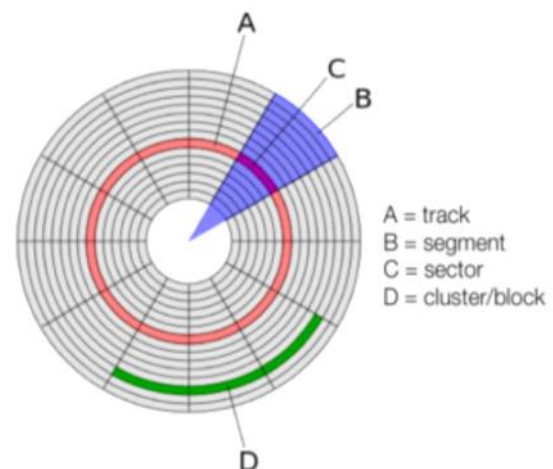 A
C
B
A = track
B = segment
C = sector
D = cluster/block
D